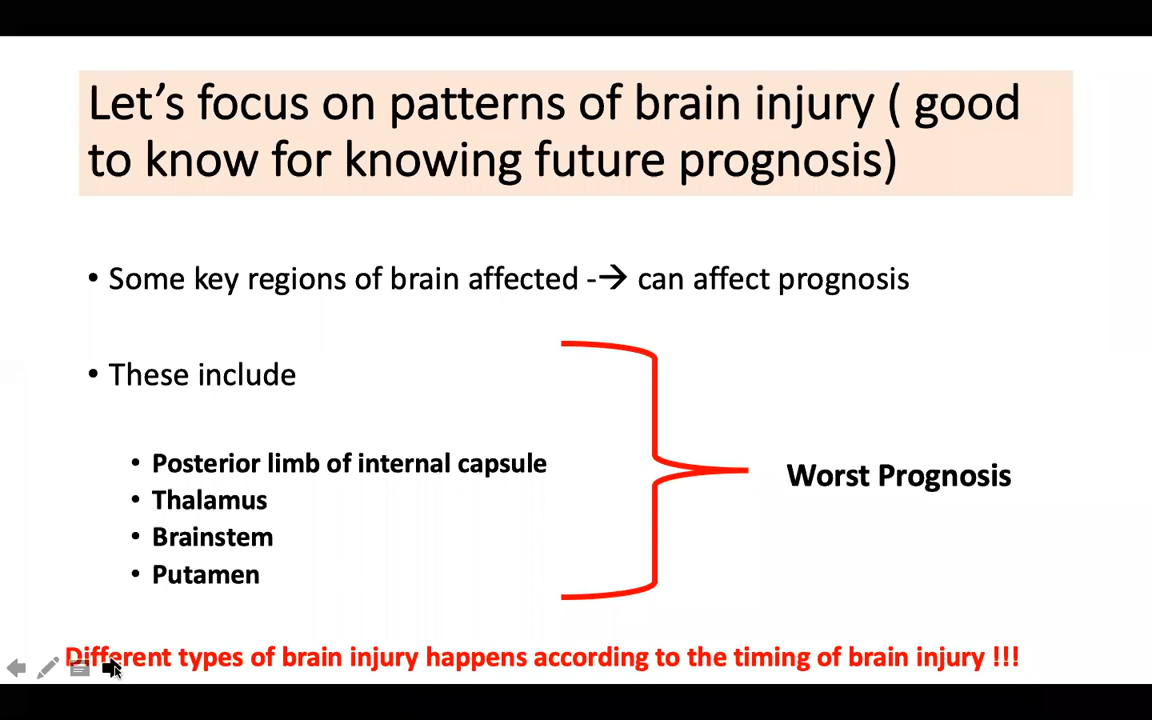 Let’s focus on patterns of brain injury ( good
to know for knowing future prognosis)
• Some key regions of brain affected -→ can affect prognosis
• These include
• Posterior limb of internal capsule
• Thalamus
• Brainstem
• Putamen
Worst Prognosis
Different types of brain injury happens according to the timing of brain injury !!!